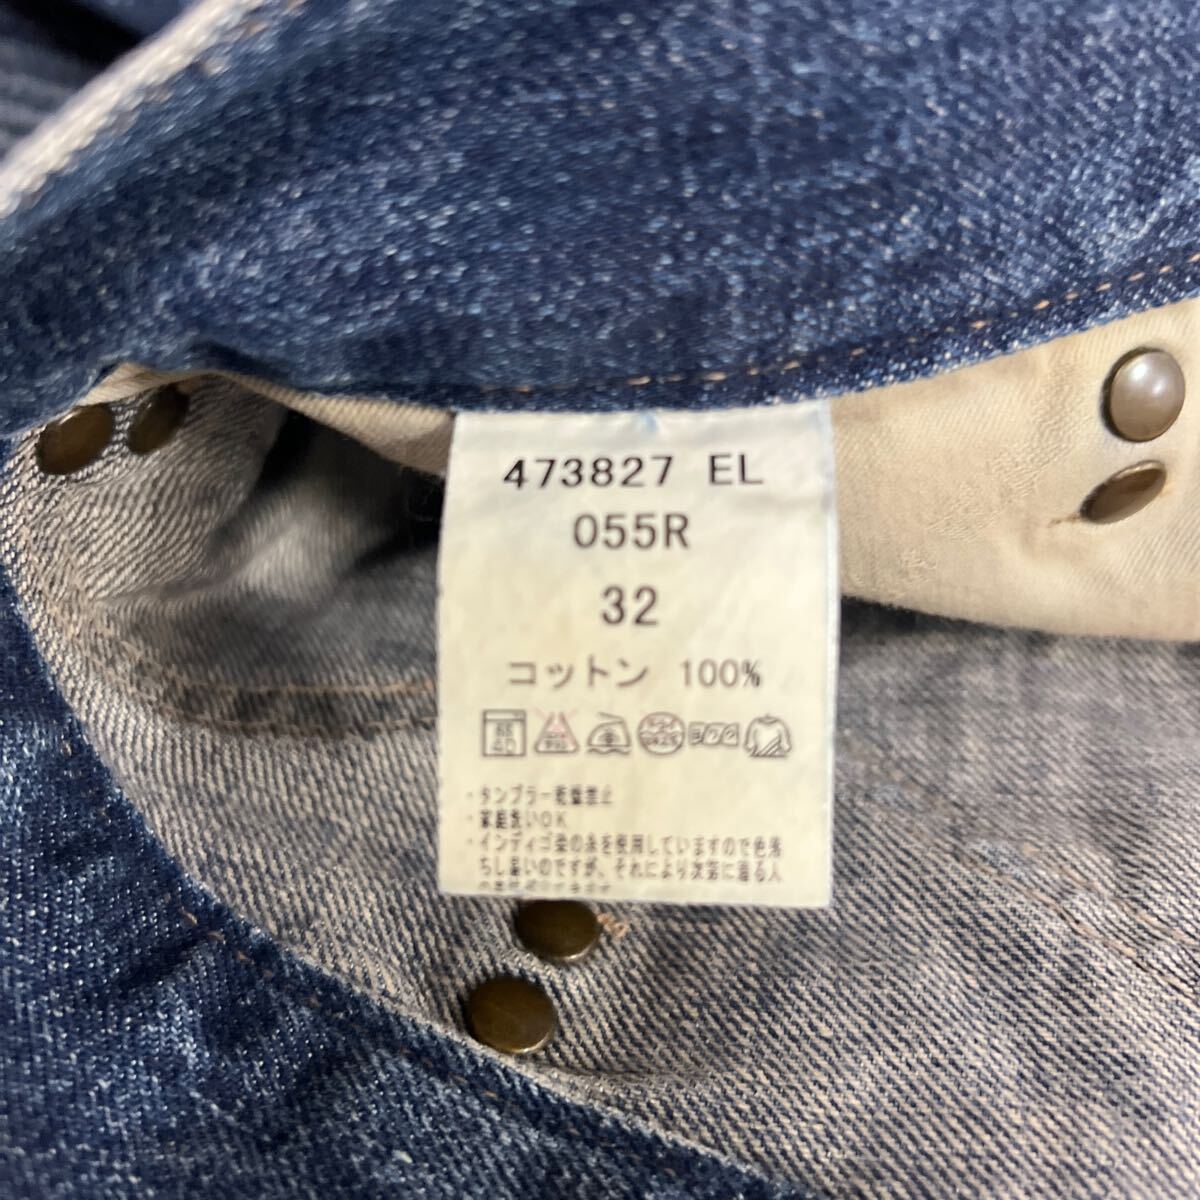 473827 EL
055R
32
コットン 100%
40
・タンブラー乾燥禁止
・家庭洗いOK
・インディゴ染の糸を使用していますので色落
ちし易いのですが、それにより次第に着る人